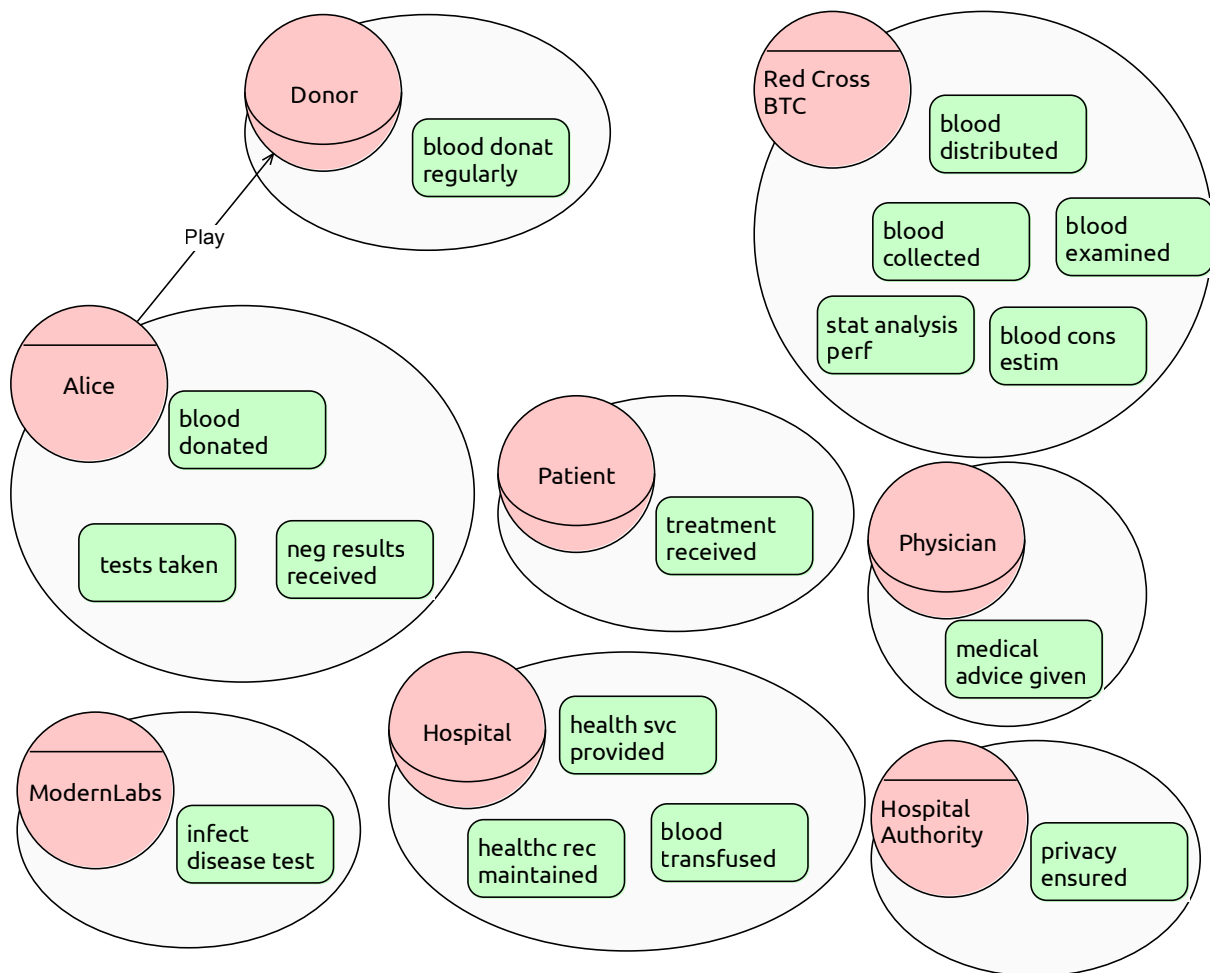 Donor
blood donat
regularly
Red Cross
BTC
blood
distributed
blood
collected
blood
examined
stat analysis
perf
blood cons
estim
Play
Alice
blood
donated
tests taken
neg results
received
Patient
treatment
received
Physician
medical
advice given
ModernLabs
infect
disease test
Hospital
health svc
provided
healthc rec
maintained
blood
transfused
Hospital
Authority
privacy
ensured